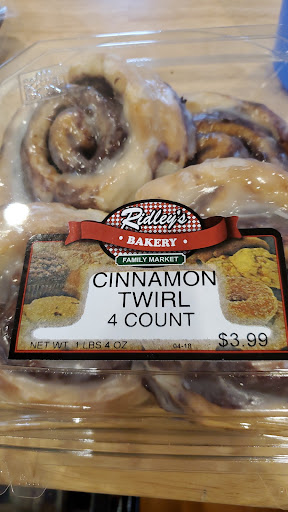 Ridley's
BAKERY
FAMILY MARKET
CINNAMON
TWIRL
4 COUNT
$3.99
NET WT. 1 LBS 4 OZ 04-18